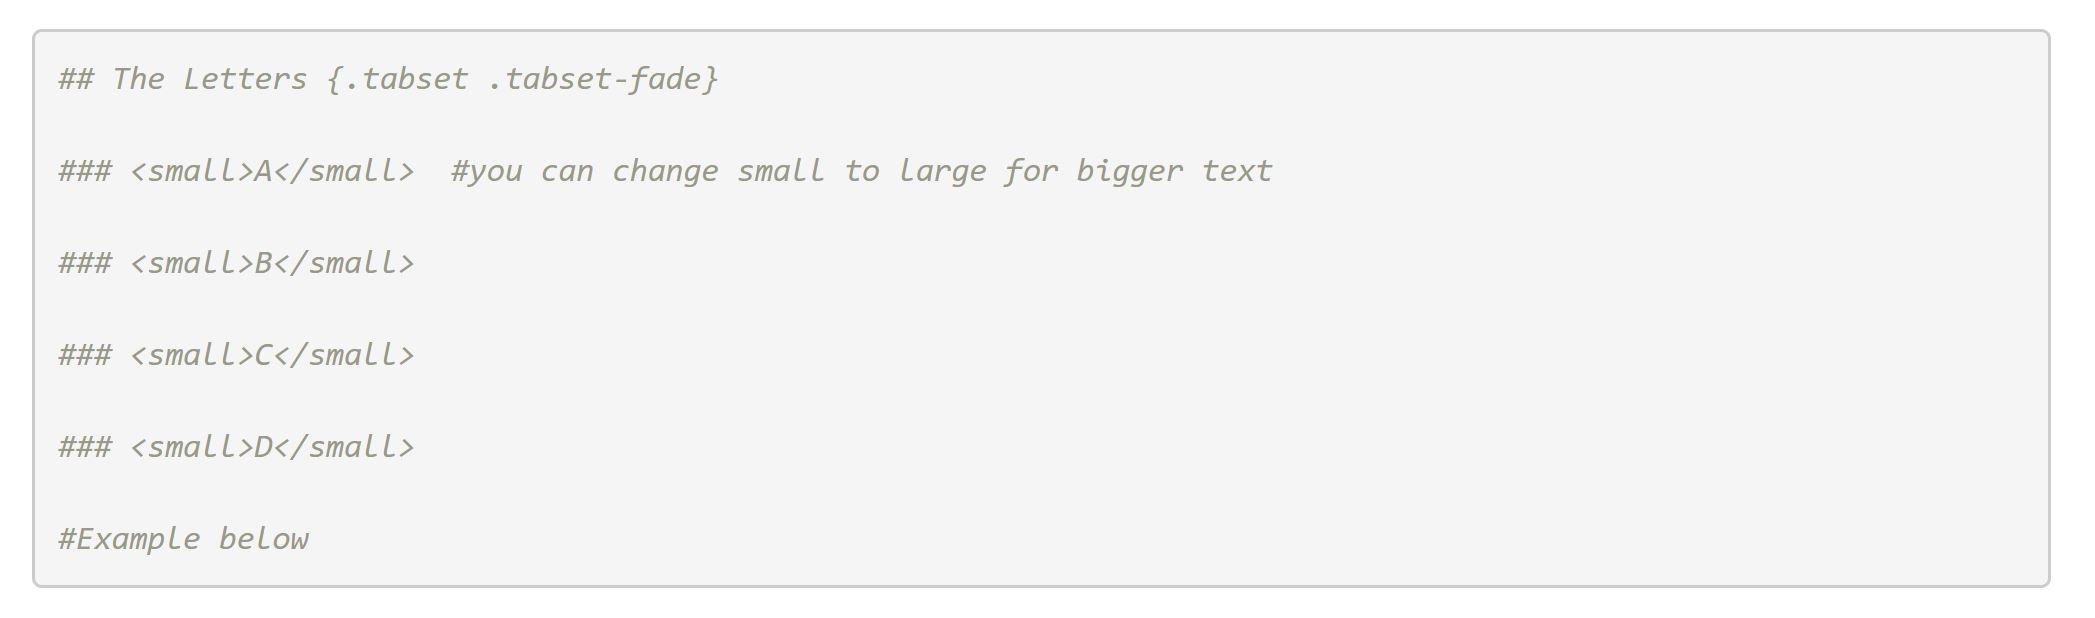 ## The Letters {.tabset .tabset-fade}
### <small>A</small>  #you can change small to large for bigger text
### <small>B</small>
### <small>C</small>
### <small>D</small>
#Example below